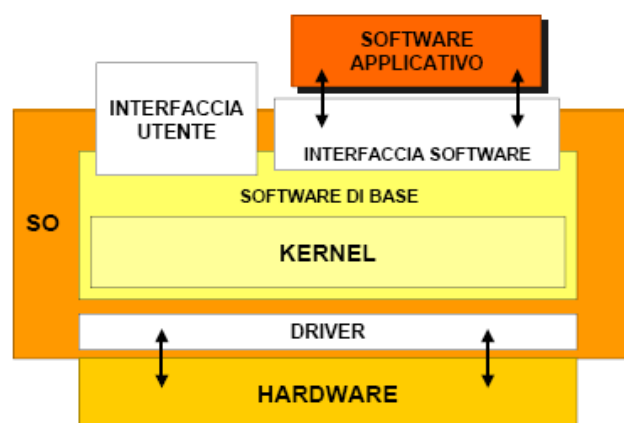 SOFTWARE
APPLICATIVO
INTERFACCIA
UTENTE
INTERFACCIA SOFTWARE
SOFTWARE DI BASE
SO
KERNEL
DRIVER
HARDWARE